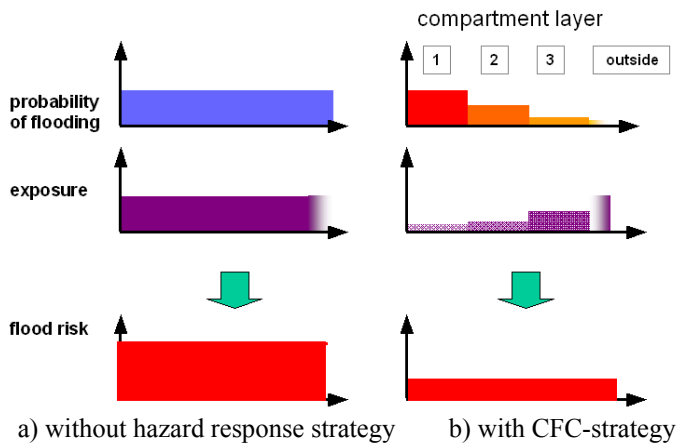 compartment layer
1 2 3 outside
probability
of flooding
exposure
flood risk
a) without hazard response strategy b) with CFC-strategy